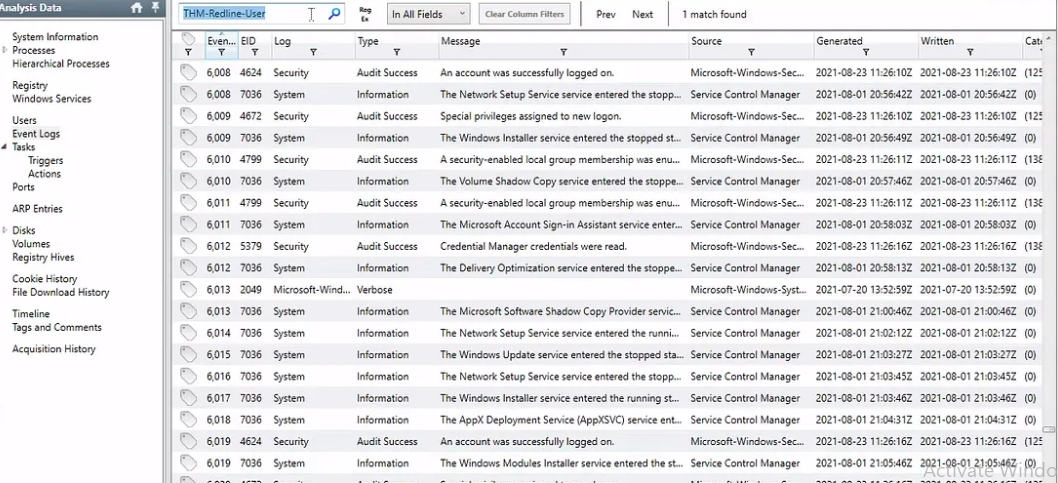 Analysis Data
System Information
Processes
Hierarchical Processes
Registry
Windows Services
Users
Event Logs
Tasks
Triggers
Actions
Ports
ARP Entries
Disks
Volumes
Registry Hives
Cookie History
File Download History
Timeline
Tags and Comments
Acquisition History
THM-Redline-User Reg Ex In All Fields Clear Column Filters Prev Next 1 match found
Even... EID Log Type Message Source Generated Written Cate
6,008 4624 Security Audit Success An account was successfully logged on. Microsoft-Windows-Sec... 2021-08-23 11:26:10Z 2021-08-23 11:26:10Z (125
6,008 7036 System Information The Network Setup Service service entered the stopp... Service Control Manager 2021-08-01 20:56:42Z 2021-08-01 20:56:42Z (0)
6,009 4672 Security Audit Success Special privileges assigned to new logon. Microsoft-Windows-Sec... 2021-08-23 11:26:10Z 2021-08-23 11:26:10Z (125
6,009 7036 System Information The Windows Installer service entered the stopped st... Service Control Manager 2021-08-01 20:56:49Z 2021-08-01 20:56:49Z (0)
6,010 4799 Security Audit Success A security-enabled local group membership was enu... Microsoft-Windows-Sec... 2021-08-23 11:26:11Z 2021-08-23 11:26:11Z (138
6,010 7036 System Information The Volume Shadow Copy service entered the stoppe... Service Control Manager 2021-08-01 20:57:46Z 2021-08-01 20:57:46Z (0)
6,011 4799 Security Audit Success A security-enabled local group membership was enu... Microsoft-Windows-Sec... 2021-08-23 11:26:11Z 2021-08-23 11:26:11Z (138
6,011 7036 System Information The Microsoft Account Sign-in Assistant service enter... Service Control Manager 2021-08-01 20:58:03Z 2021-08-01 20:58:03Z (0)
6,012 5379 Security Audit Success Credential Manager credentials were read. Microsoft-Windows-Sec... 2021-08-23 11:26:16Z 2021-08-23 11:26:16Z (138
6,012 7036 System Information The Delivery Optimization service entered the stoppe... Service Control Manager 2021-08-01 20:58:13Z 2021-08-01 20:58:13Z (0)
6,013 2049 Microsoft-Wind... Verbose Microsoft-Windows-Syst... 2021-07-20 13:52:59Z 2021-07-20 13:52:59Z (0)
6,013 7036 System Information The Microsoft Software Shadow Copy Provider servic... Service Control Manager 2021-08-01 21:00:46Z 2021-08-01 21:00:46Z (0)
6,014 7036 System Information The Network Setup Service service entered the runni... Service Control Manager 2021-08-01 21:02:12Z 2021-08-01 21:02:12Z (0)
6,015 7036 System Information The Windows Update service entered the stopped sta... Service Control Manager 2021-08-01 21:03:27Z 2021-08-01 21:03:27Z (0)
6,016 7036 System Information The Network Setup Service service entered the stopp... Service Control Manager 2021-08-01 21:03:45Z 2021-08-01 21:03:45Z (0)
6,017 7036 System Information The Windows Installer service entered the running st... Service Control Manager 2021-08-01 21:03:46Z 2021-08-01 21:03:46Z (0)
6,018 7036 System Information The AppX Deployment Service (AppXSVC) service ent... Service Control Manager 2021-08-01 21:04:31Z 2021-08-01 21:04:31Z (0)
6,019 4624 Security Audit Success An account was successfully logged on. Microsoft-Windows-Sec... 2021-08-23 11:26:16Z 2021-08-23 11:26:16Z (125
6,019 7036 System Information The Windows Modules Installer service entered the st... Service Control Manager 2021-08-01 21:05:46Z 2021-08-01 21:05:46Z (0)
Activate Windo